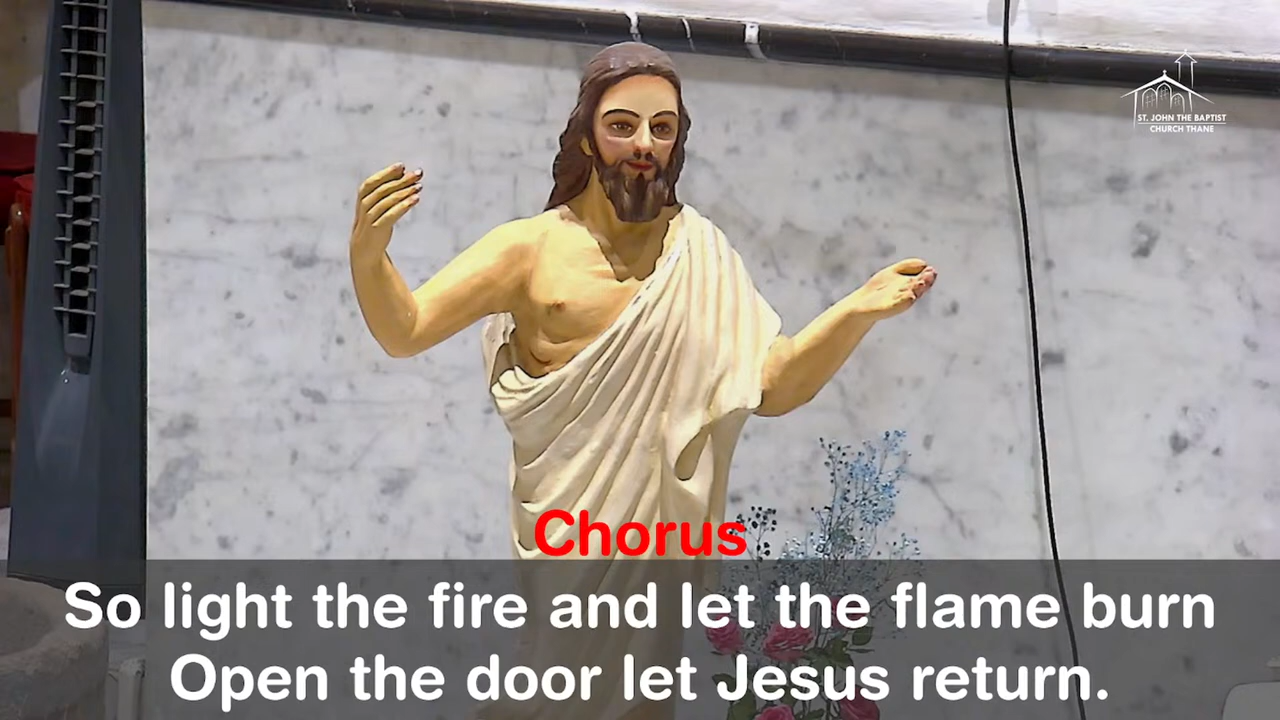 ST. JOHN THE BAPTIST
CHURCH THANE
Chorus
So light the fire and let the flame burn
Open the door let Jesus return.